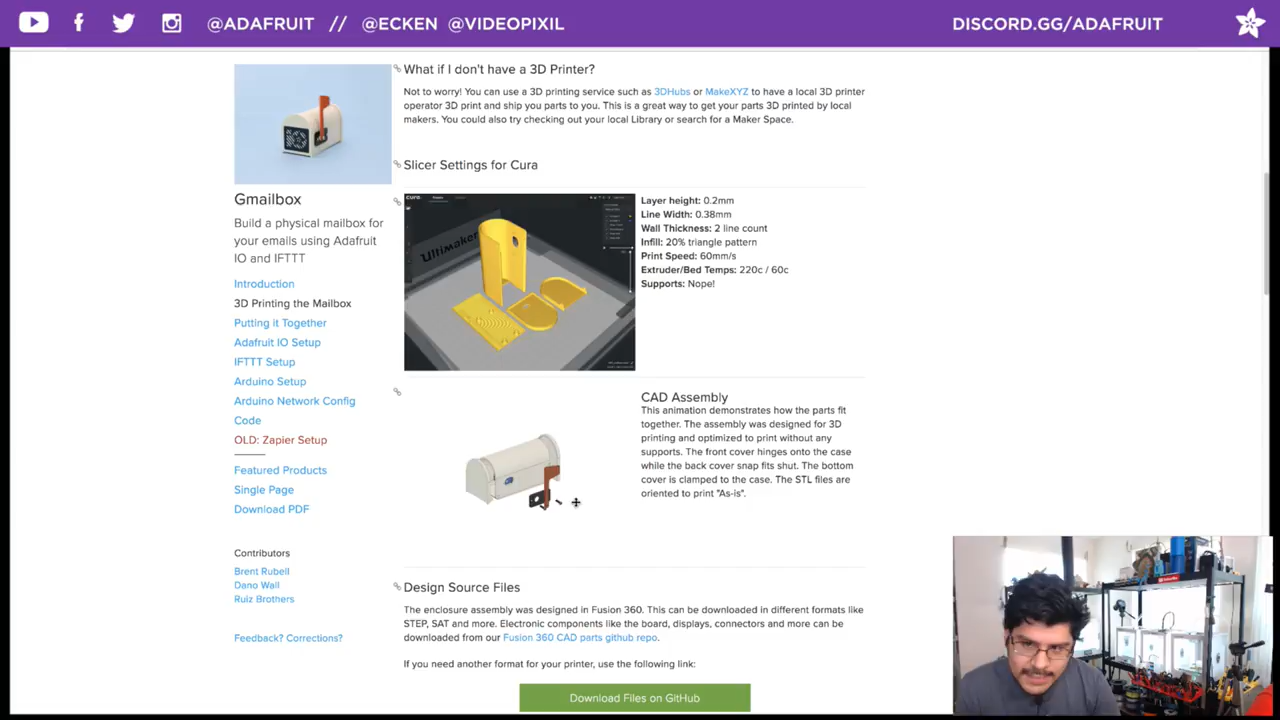 @ADAFRUIT // @ECKEN @VIDEOPIXIL
DISCORD.GG/ADAFRUIT
Gmailbox
Build a physical mailbox for
your emails using Adafruit
IO and IFTTT
Introduction
3D Printing the Mailbox
Putting it Together
Adafruit IO Setup
IFTTT Setup
Arduino Setup
Arduino Network Config
Code
OLD: Zapier Setup
Featured Products
Single Page
Download PDF
Contributors
Brent Rubell
Dano Wall
Ruiz Brothers
Feedback? Corrections?
What if I don't have a 3D Printer?
Not to worry! You can use a 3D printing service such as 3DHubs or MakeXYZ to have a local 3D printer
operator 3D print and ship you parts to you. This is a great way to get your parts 3D printed by local
makers. You could also try checking out your local Library or search for a Maker Space.
Slicer Settings for Cura
Ultimaker
Layer height: 0.2mm
Line Width: 0.38mm
Wall Thickness: 2 line count
Infill: 20% triangle pattern
Print Speed: 60mm/s
Extruder/Bed Temps: 220c / 60c
Supports: Nope!
CAD Assembly
This animation demonstrates how the parts fit
together. The assembly was designed for 3D
printing and optimized to print without any
supports. The front cover hinges onto the case
while the back cover snap fits shut. The bottom
cover is clamped to the case. The STL files are
oriented to print "As-is".
Design Source Files
The enclosure assembly was designed in Fusion 360. This can be downloaded in different formats like
STEP, SAT and more. Electronic components like the board, displays, connectors and more can be
downloaded from our Fusion 360 CAD parts github repo.
If you need another format for your printer, use the following link:
Download Files on GitHub